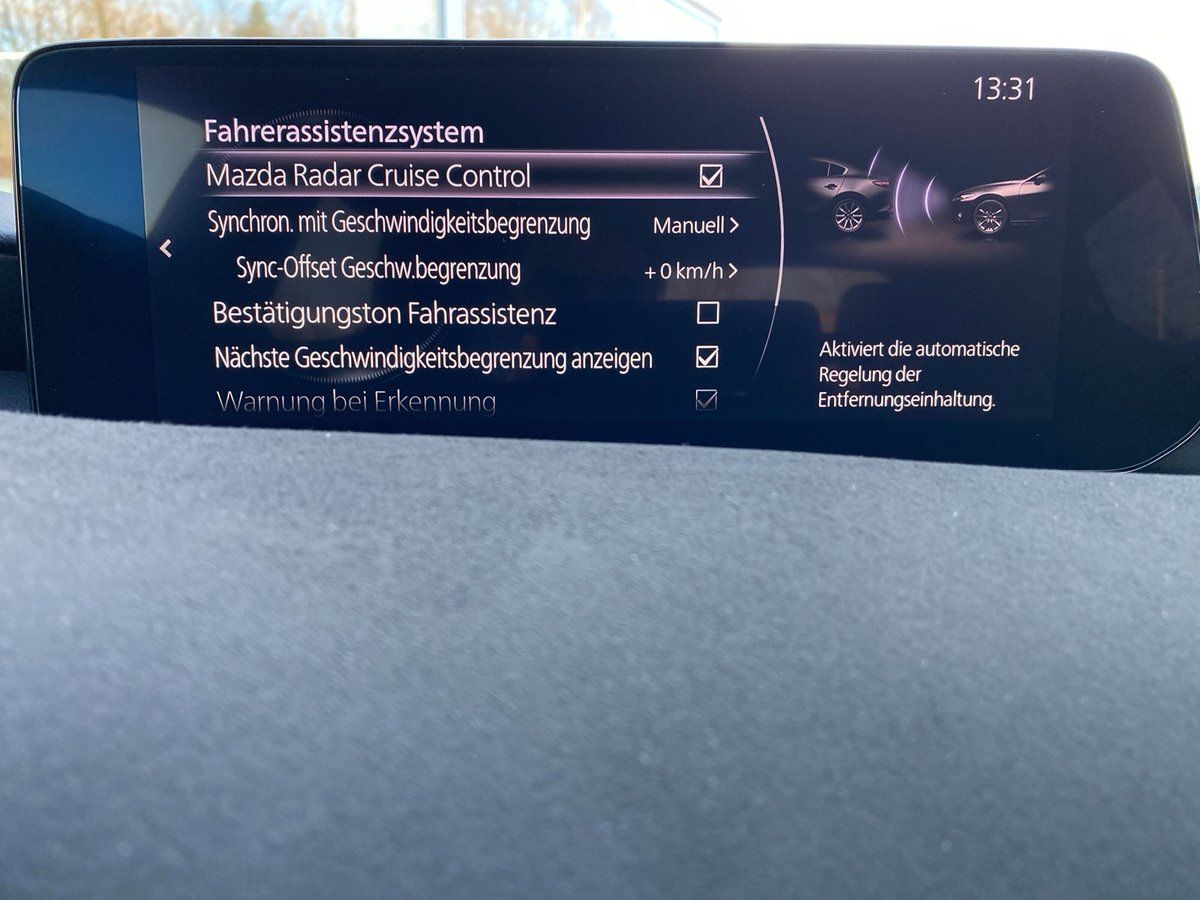 13:31
Fahrerassistenzsystem
Mazda Radar Cruise Control
Synchron. mit Geschwindigkeitsbegrenzung Manuell >
Sync-Offset Geschw.begrenzung + 0 km/h >
Bestätigungston Fahrassistenz
Nächste Geschwindigkeitsbegrenzung anzeigen
Warnung bei Erkennung
Aktiviert die automatische
Regelung der
Entfernungseinhaltung.